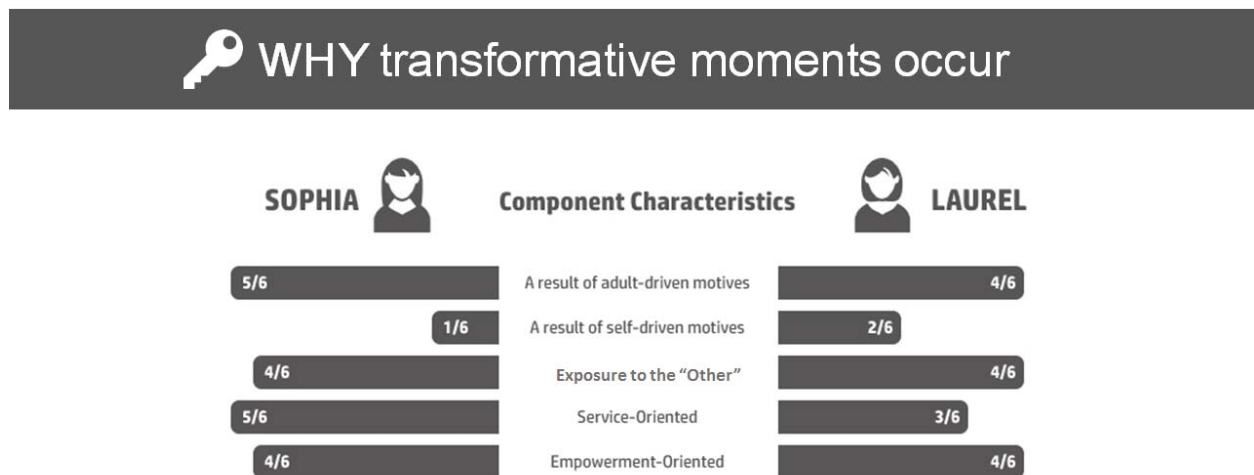 WHY transformative moments occur
SOPHIA Component Characteristics LAUREL
5/6 A result of adult-driven motives 4/6
1/6 A result of self-driven motives 2/6
4/6 Exposure to the “Other” 4/6
5/6 Service-Oriented 3/6
4/6 Empowerment-Oriented 4/6